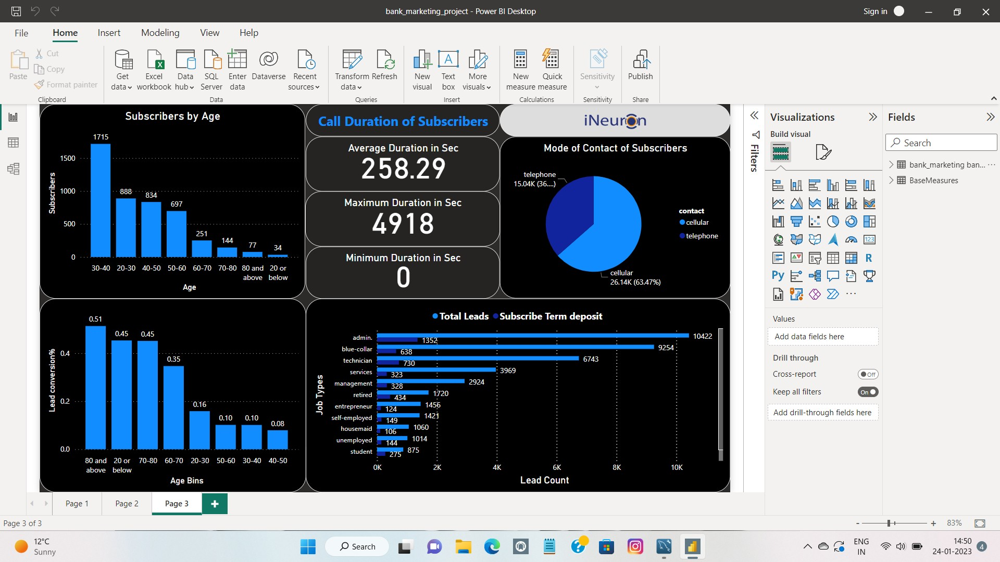 bank_marketing_project - Power BI Desktop
Sign in
File Home Insert Modeling View Help
Paste
Cut
Copy
Format painter
Clipboard
Get data
Excel workbook
Data hub
SQL Server
Enter data
Dataverse
Recent sources
Data
Transform data
Refresh
Queries
New visual
Text box
More visuals
Insert
New measure
Quick measure
Calculations
Sensitivity
Sensitivity
Publish
Share
Subscribers by Age
Subscribers
1500
1000
500
0
1715
888
834
697
251
144
77
34
30-40 20-30 40-50 50-60 60-70 70-80 80 and above 20 or below
Age
Call Duration of Subscribers
Average Duration in Sec
258.29
Maximum Duration in Sec
4918
Minimum Duration in Sec
0
iNeuron
Mode of Contact of Subscribers
telephone
15.04K (36....)
cellular
26.14K (63.47%)
contact
cellular
telephone
Lead conversion%
0.4
0.2
0.0
0.51
0.45
0.45
0.35
0.16
0.10
0.10
0.08
80 and above 20 or below 70-80 60-70 20-30 50-60 30-40 40-50
Age Bins
Total Leads Subscribe Term deposit
Job Types
admin. 10422 1352
blue-collar 9254 638
technician 6743 730
services 3969 323
management 2924 328
retired 1720 434
entrepreneur 1456 124
self-employed 1421 149
housemaid 1060 106
unemployed 1014 144
student 875 275
0K 2K 4K 6K 8K 10K
Lead Count
Filters
Visualizations
Build visual
123
R
Py
...
Values
Add data fields here
Drill through
Cross-report Off
Keep all filters On
Add drill-through fields here
Fields
Search
bank_marketing ban... ...
BaseMeasures
Page 1 Page 2 Page 3 +
Page 3 of 3
- + 83%
12°C
Sunny
Search
ENG
IN
14:50
24-01-2023
4